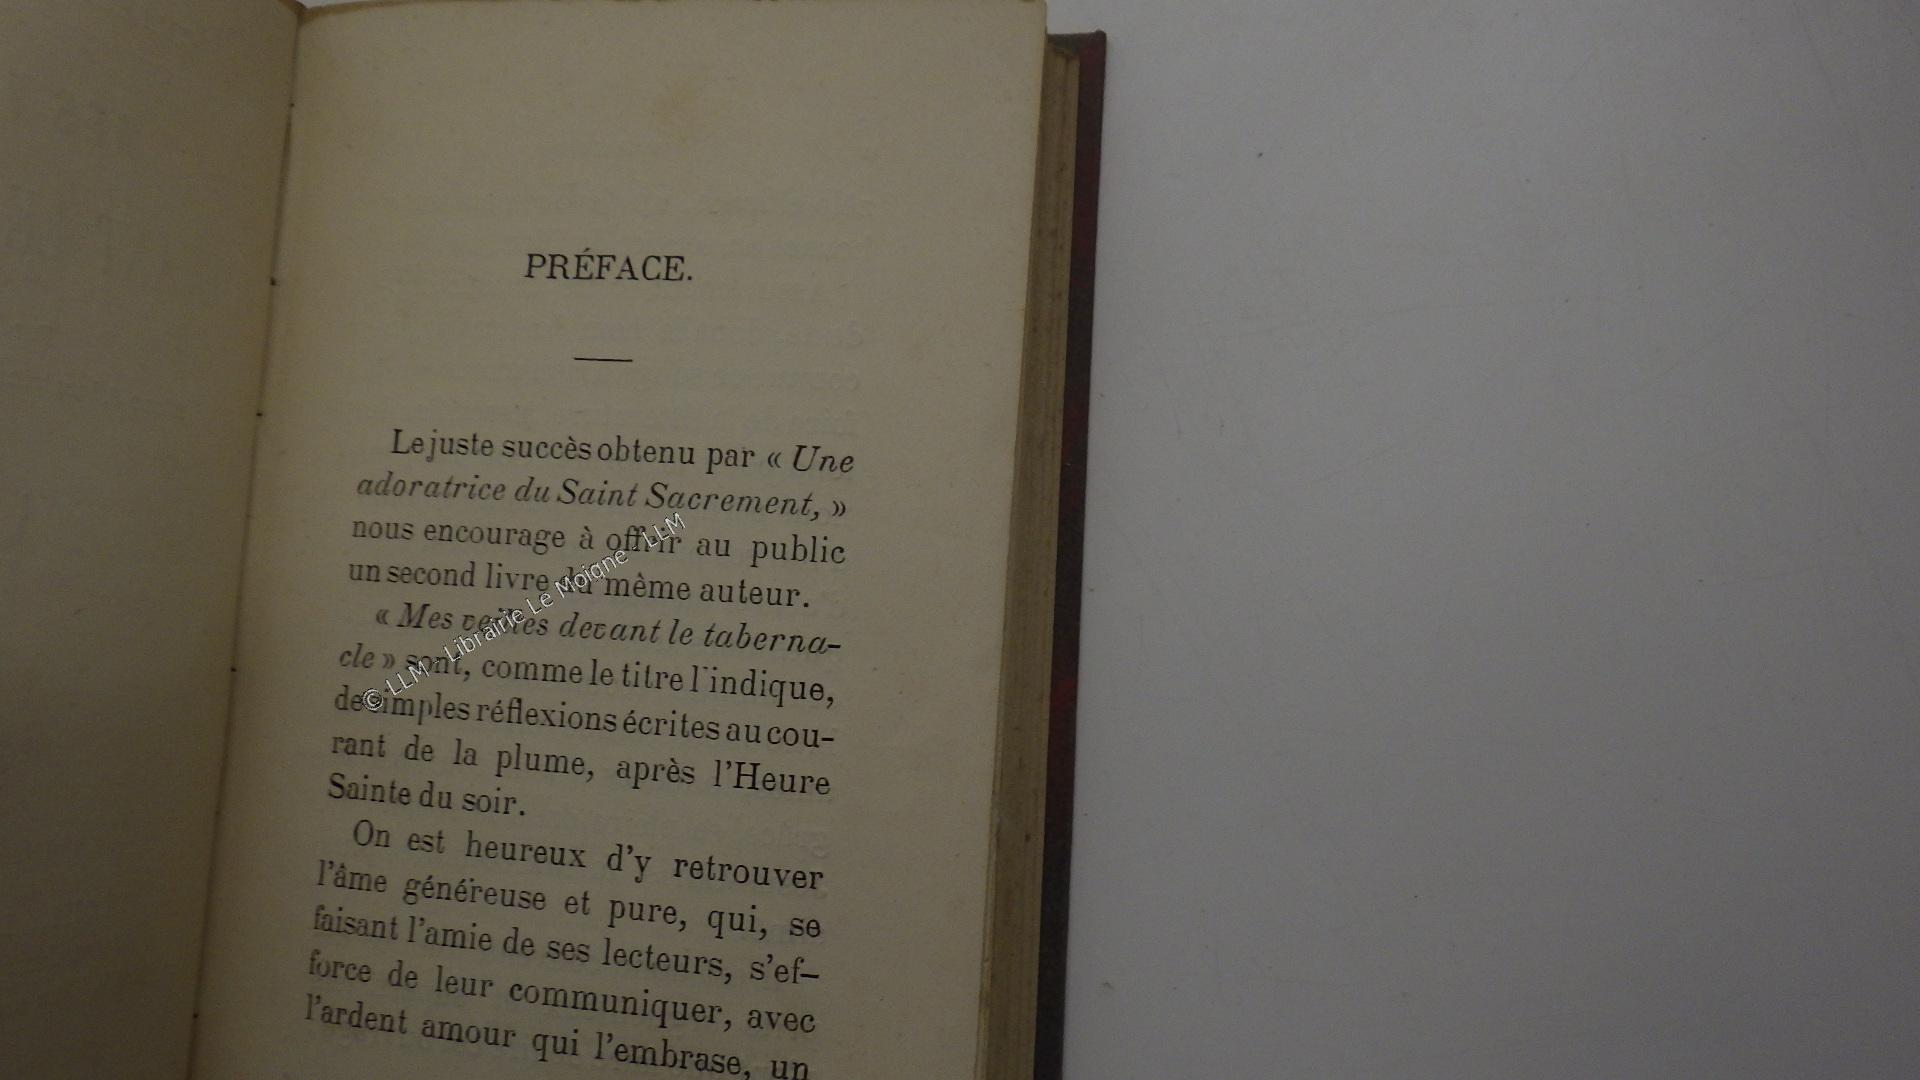 PRÉFACE.
Le juste succès obtenu par « Une
adoratrice du Saint Sacrement, »
nous encourage à offrir au public
un second livre du même auteur.
« Mes veilles devant le taberna-
cle » sont, comme le titre l'indique,
de simples réflexions écrites au cou-
rant de la plume, après l'Heure
Sainte du soir.
On est heureux d'y retrouver
l'âme généreuse et pure, qui, se
faisant l'amie de ses lecteurs, s'ef-
force de leur communiquer, avec
l'ardent amour qui l'embrase, un
© LLM - Librairie Le Moiane - LLM